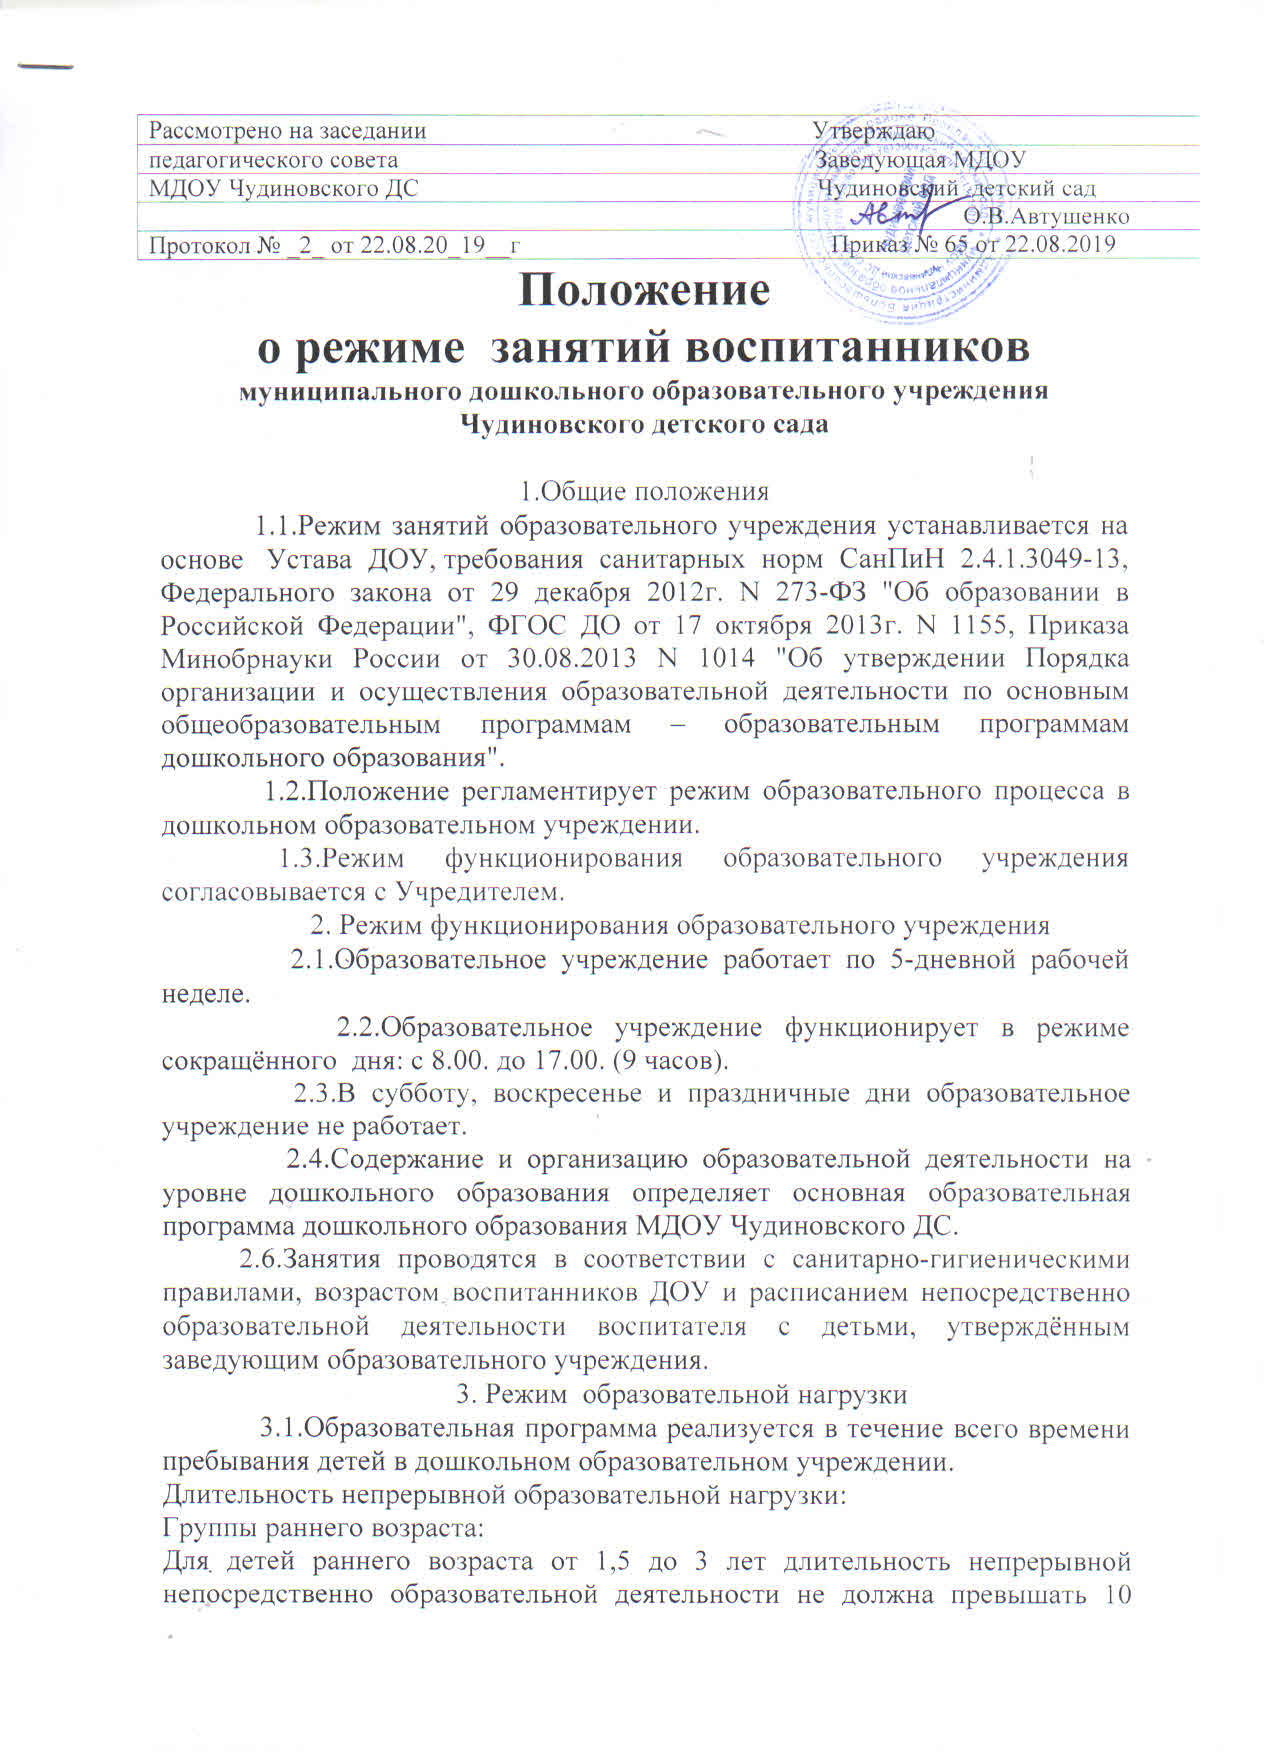 Рассмотрено на заседании Утверждаю
педагогического совета Заведующая МДОУ
МДОУ Чудиновского ДС Чудиновский детский сад
О.В.Автушенко
Протокол № _2_ от 22.08.20_19__г Приказ № 65 от 22.08.2019
Положение
о режиме занятий воспитанников
муниципального дошкольного образовательного учреждения
Чудиновского детского сада
1.Общие положения
1.1.Режим занятий образовательного учреждения устанавливается на
основе Устава ДОУ, требования санитарных норм СанПиН 2.4.1.3049-13,
Федерального закона от 29 декабря 2012г. N 273-ФЗ "Об образовании в
Российской Федерации", ФГОС ДО от 17 октября 2013г. N 1155, Приказа
Минобрнауки России от 30.08.2013 N 1014 "Об утверждении Порядка
организации и осуществления образовательной деятельности по основным
общеобразовательным программам – образовательным программам
дошкольного образования".
1.2.Положение регламентирует режим образовательного процесса в
дошкольном образовательном учреждении.
1.3.Режим функционирования образовательного учреждения
согласовывается с Учредителем.
2. Режим функционирования образовательного учреждения
2.1.Образовательное учреждение работает по 5-дневной рабочей
неделе.
2.2.Образовательное учреждение функционирует в режиме
сокращённого дня: с 8.00. до 17.00. (9 часов).
2.3.В субботу, воскресенье и праздничные дни образовательное
учреждение не работает.
2.4.Содержание и организацию образовательной деятельности на
уровне дошкольного образования определяет основная образовательная
программа дошкольного образования МДОУ Чудиновского ДС.
2.6.Занятия проводятся в соответствии с санитарно-гигиеническими
правилами, возрастом воспитанников ДОУ и расписанием непосредственно
образовательной деятельности воспитателя с детьми, утверждённым
заведующим образовательного учреждения.
3. Режим образовательной нагрузки
3.1.Образовательная программа реализуется в течение всего времени
пребывания детей в дошкольном образовательном учреждении.
Длительность непрерывной образовательной нагрузки:
Группы раннего возраста:
Для детей раннего возраста от 1,5 до 3 лет длительность непрерывной
непосредственно образовательной деятельности не должна превышать 10